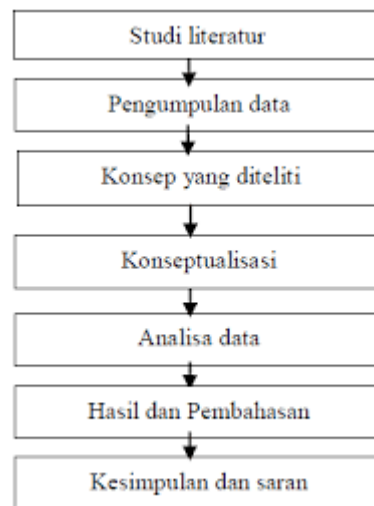 Studi literatur
Pengumpulan data
Konsep yang diteliti
Konseptualisasi
Analisa data
Hasil dan Pembahasan
Kesimpulan dan saran